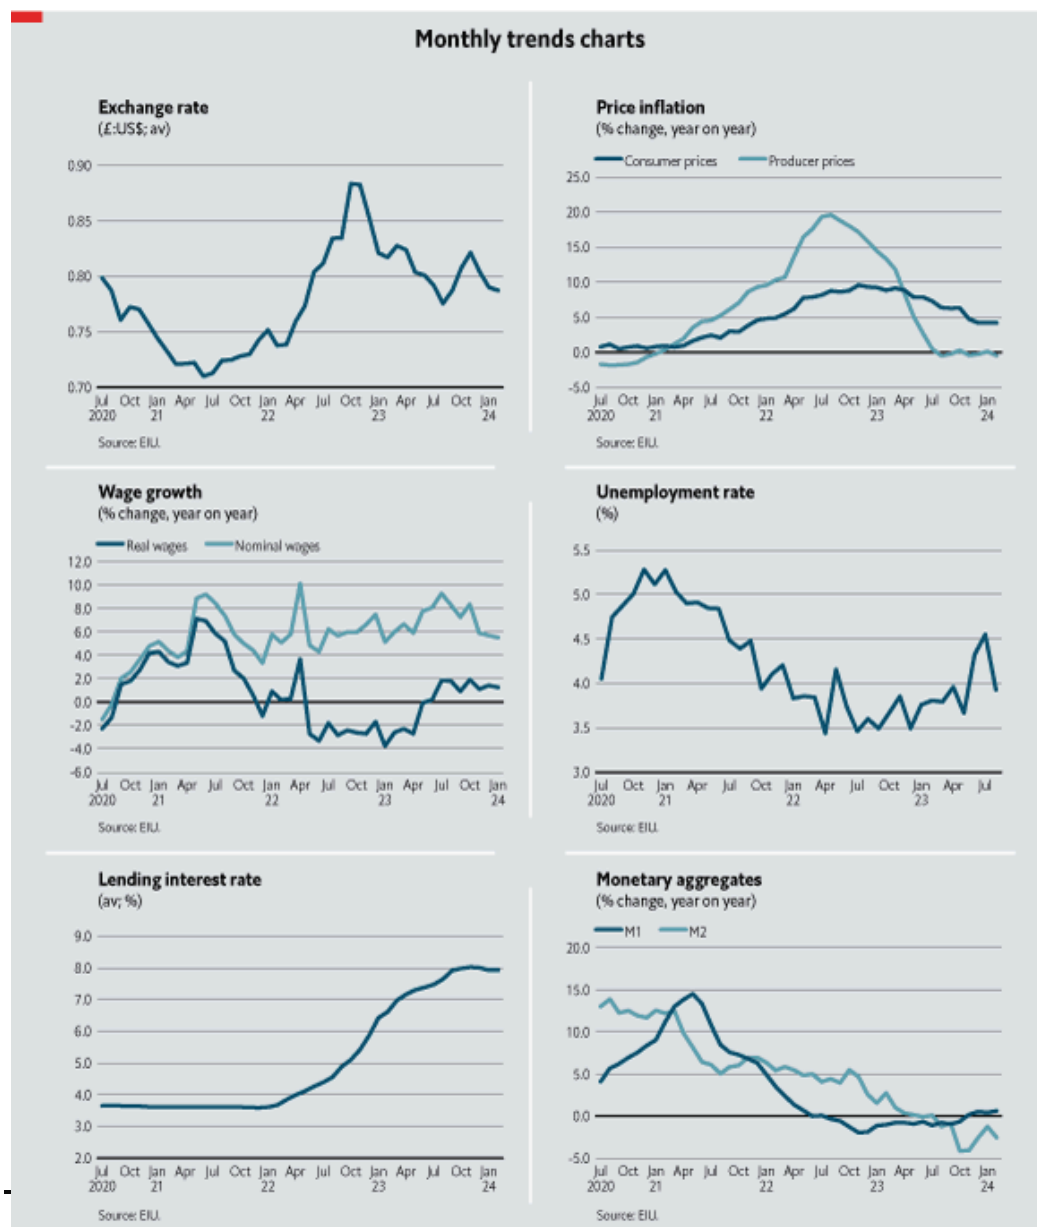 Monthly trends charts
Exchange rate
(£:US$; av)
0.90
0.85
0.80
0.75
0.70
Jul Oct Jan Apr Jul Oct Jan Apr Jul Oct Jan Apr Jul Oct Jan
2020 21 22 23 24
Source: EIU.
Price inflation
(% change, year on year)
Consumer prices Producer prices
25.0
20.0
15.0
10.0
5.0
0.0
-5.0
Jul Oct Jan Apr Jul Oct Jan Apr Jul Oct Jan Apr Jul Oct Jan
2020 21 22 23 24
Source: EIU.
Wage growth
(% change, year on year)
Real wages Nominal wages
12.0
10.0
8.0
6.0
4.0
2.0
0.0
-2.0
-4.0
-6.0
Jul Oct Jan Apr Jul Oct Jan Apr Jul Oct Jan Apr Jul Oct Jan
2020 21 22 23 24
Source: EIU.
Unemployment rate
(%)
5.5
5.0
4.5
4.0
3.5
3.0
Jul Oct Jan Apr Jul Oct Jan Apr Jul Oct Jan Apr Jul
2020 21 22 23
Source: EIU.
Lending interest rate
(av; %)
9.0
8.0
7.0
6.0
5.0
4.0
3.0
2.0
Jul Oct Jan Apr Jul Oct Jan Apr Jul Oct Jan Apr Jul Oct Jan
2020 21 22 23 24
Source: EIU.
Monetary aggregates
(% change, year on year)
M1 M2
20.0
15.0
10.0
5.0
0.0
-5.0
Jul Oct Jan Apr Jul Oct Jan Apr Jul Oct Jan Apr Jul Oct Jan
2020 21 22 23 24
Source: EIU.